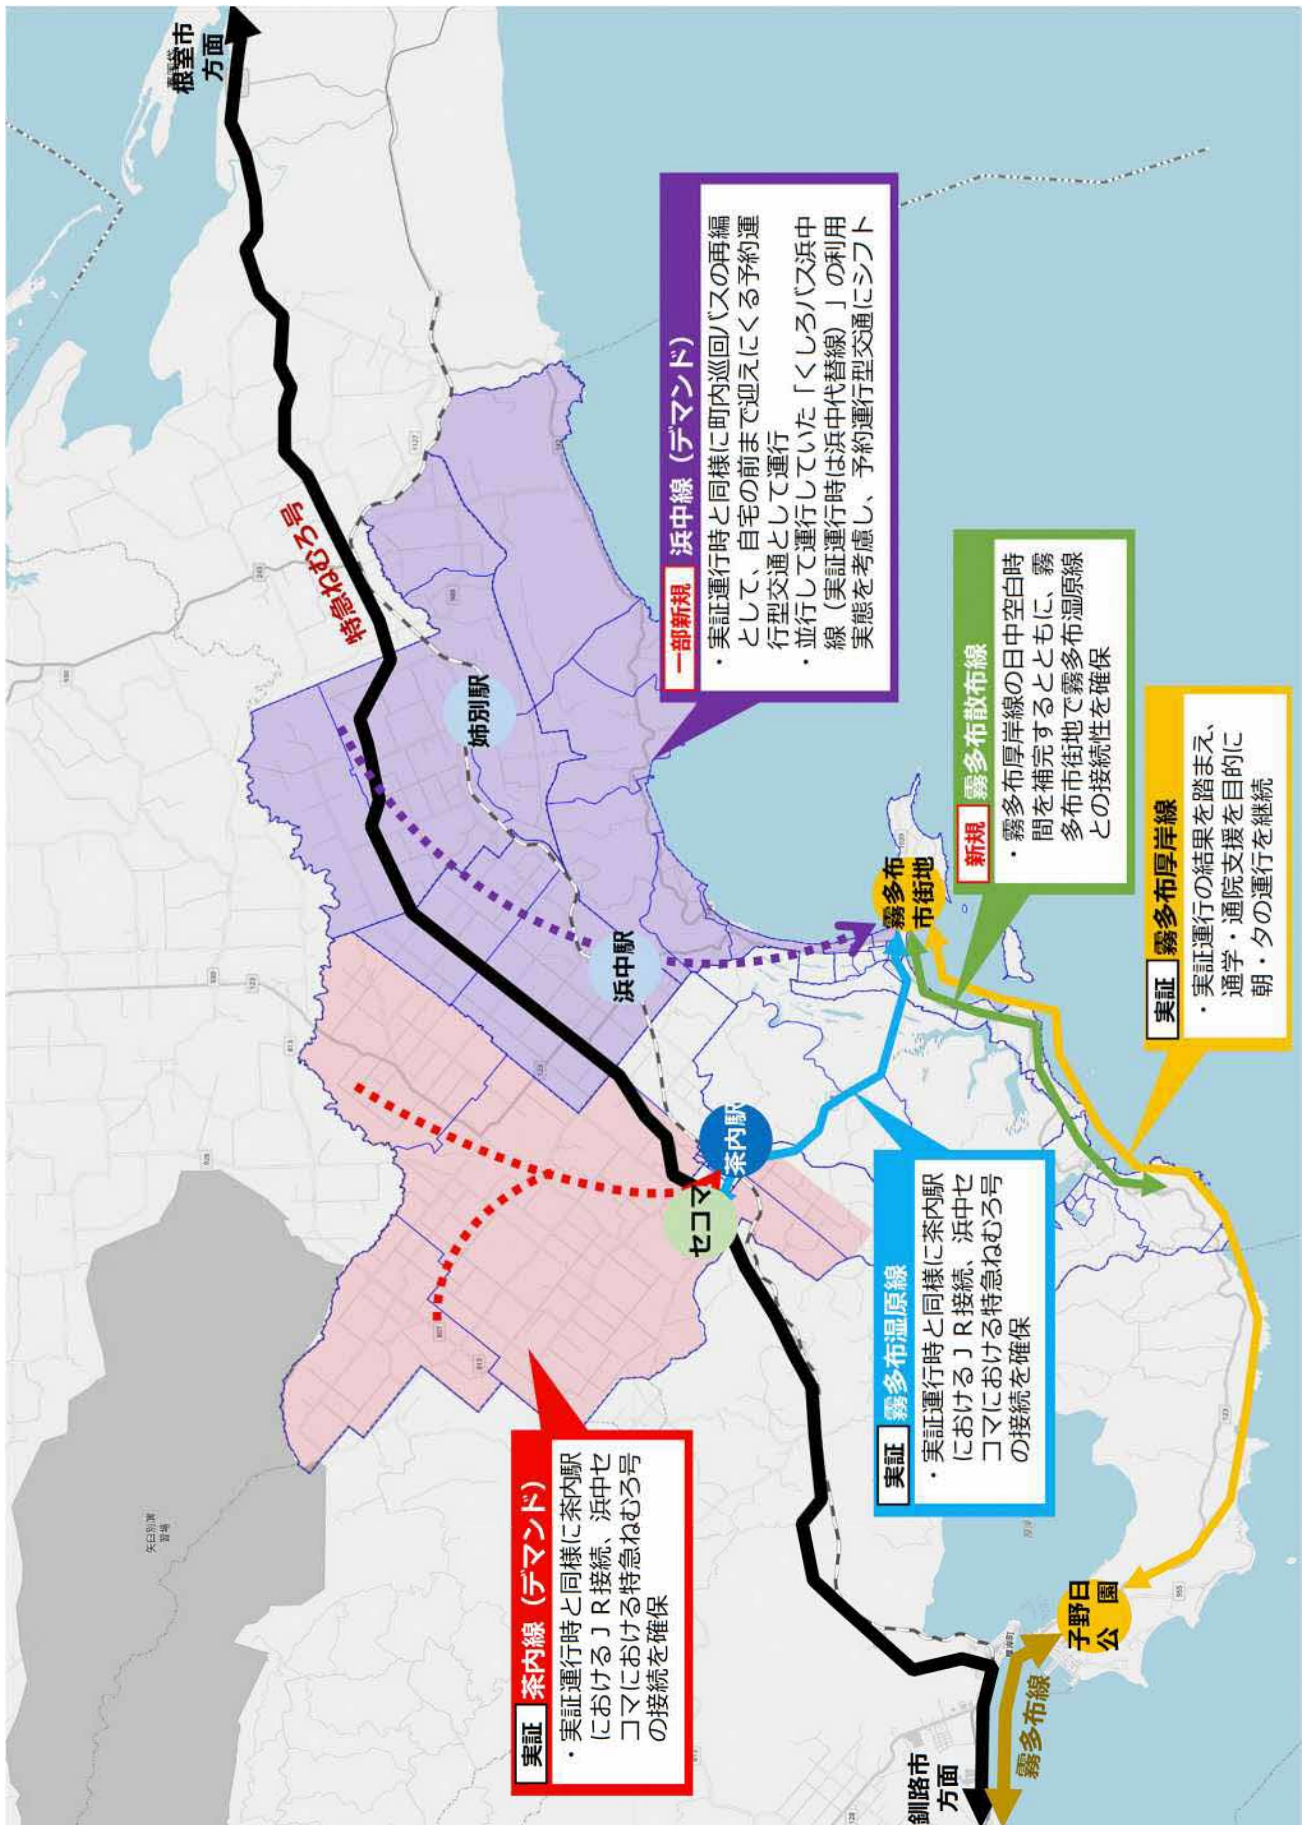 根室市
方面
特急ねむろ号
一部新規 浜中線（デマンド）
・実証運行時と同様に町内巡回バスの再編
として、自宅の前まで迎えにくる予約運
行型交通として運行
・並行して運行していた「くしろバス浜中
線（実証運行時は浜中代替線）」の利用
実態を考慮し、予約運行型交通にシフト
姉別駅
浜中駅
霧多布
市街地
新規 霧多布散布線
・霧多布厚岸線の日中空白時
間を補完するとともに、霧
多布市街地で霧多布湿原線
との接続性を確保
実証 霧多布厚岸線
・実証運行の結果を踏まえ、
通学・通院支援を目的に
朝・夕の運行を継続
茶内駅
セコマ
実証 霧多布湿原線
・実証運行時と同様に茶内駅
におけるＪＲ接続、浜中セ
コマにおける特急ねむろ号
の接続を確保
実証 茶内線（デマンド）
・実証運行時と同様に茶内駅
におけるＪＲ接続、浜中セ
コマにおける特急ねむろ号
の接続を確保
矢臼別演
習場
子野日
公園
厚岸町
霧多布線
釧路市
方面